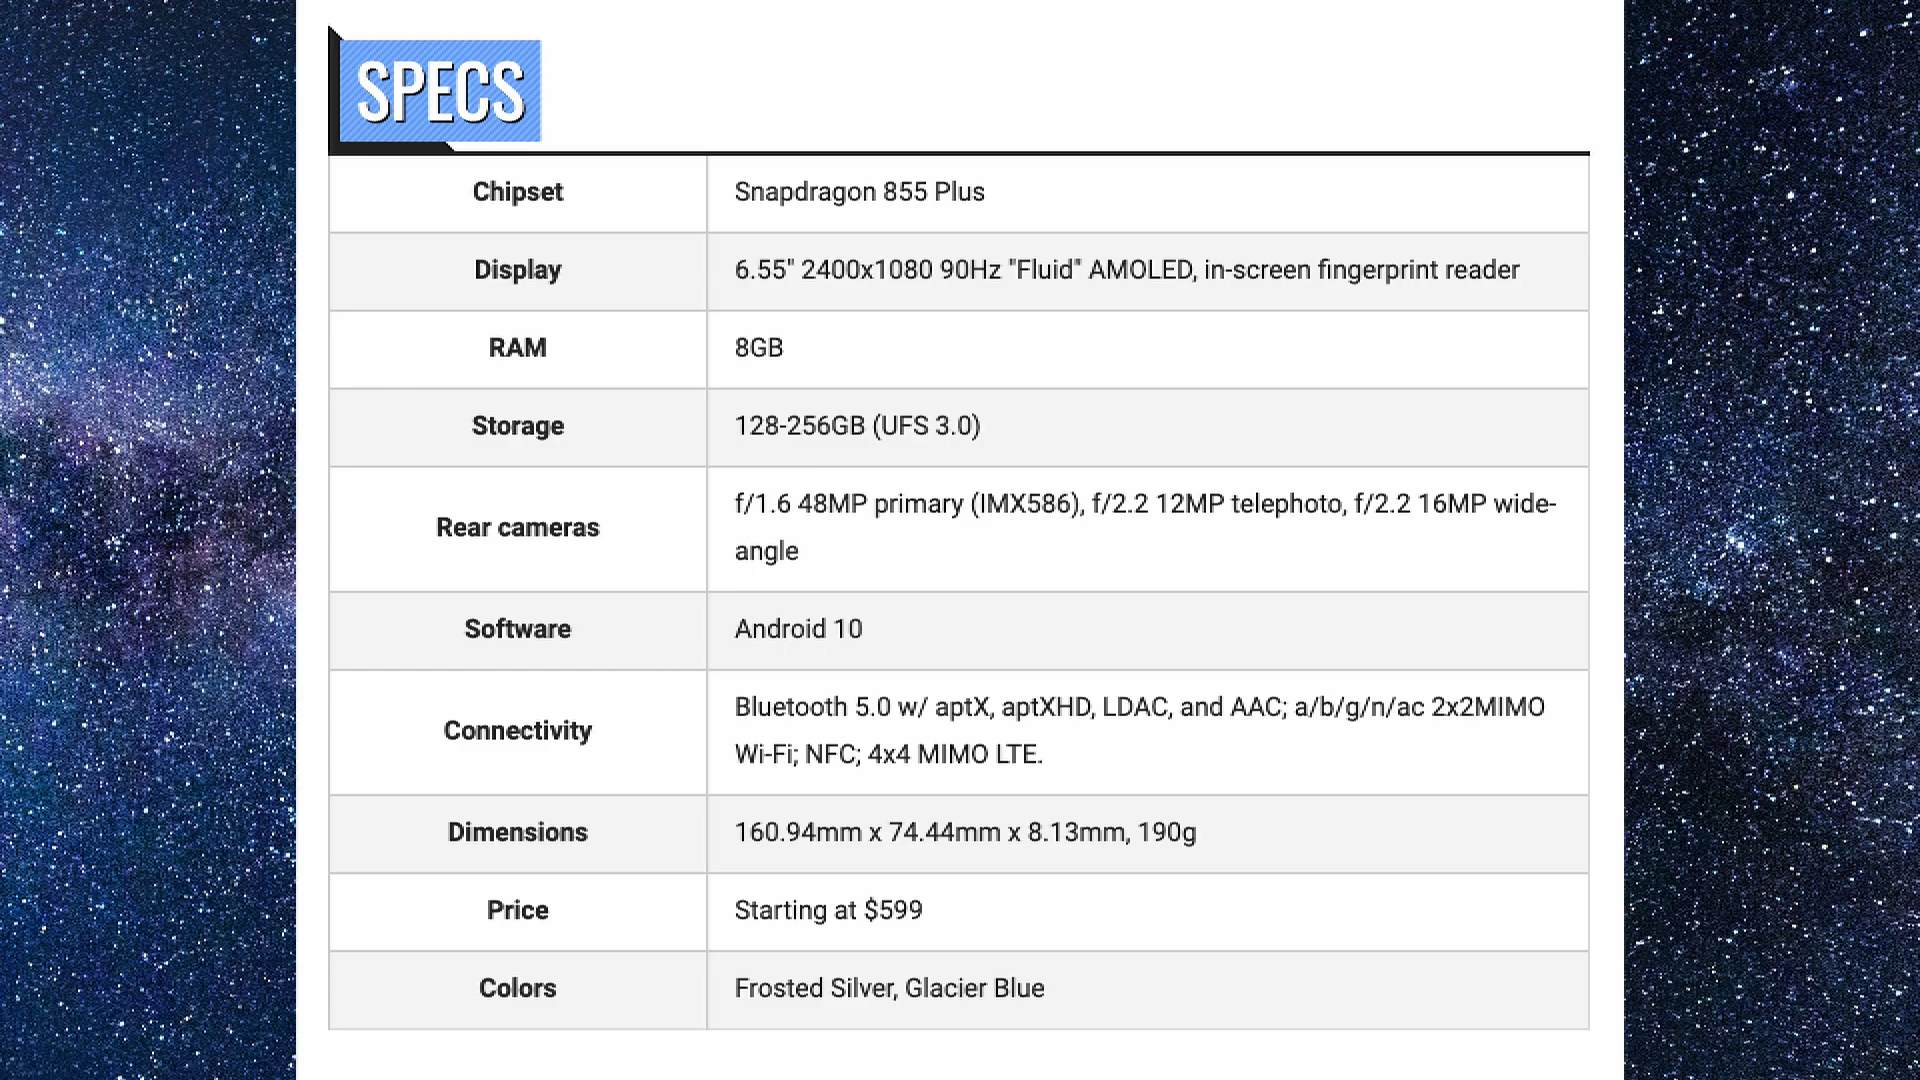 SPECS
Chipset
Snapdragon 855 Plus
Display
6.55" 2400x1080 90Hz "Fluid" AMOLED, in-screen fingerprint reader
RAM
8GB
Storage
128-256GB (UFS 3.0)
Rear cameras
f/1.6 48MP primary (IMX586), f/2.2 12MP telephoto, f/2.2 16MP wide-
angle
Software
Android 10
Connectivity
Bluetooth 5.0 w/ aptX, aptXHD, LDAC, and AAC; a/b/g/n/ac 2x2MIMO
Wi-Fi; NFC; 4x4 MIMO LTE.
Dimensions
160.94mm x 74.44mm x 8.13mm, 190g
Price
Starting at $599
Colors
Frosted Silver, Glacier Blue